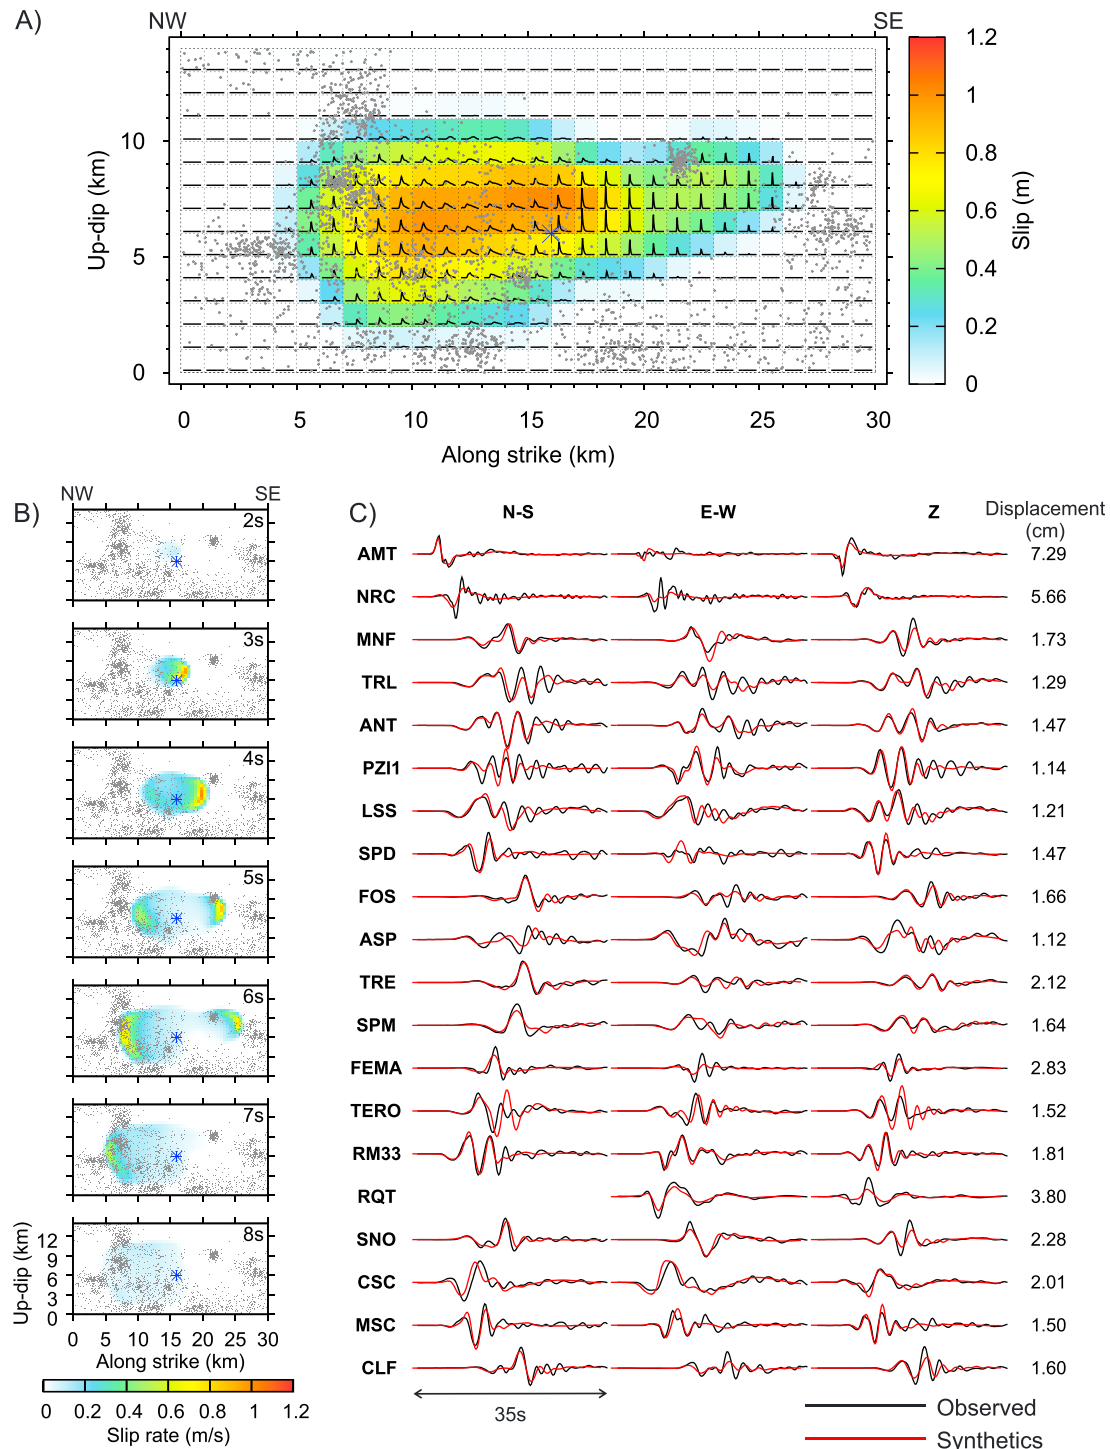 A)
NW
SE
Up-dip (km)
10
5
0
0 5 10 15 20 25 30
Along strike (km)
1.2
1
0.8
0.6
0.4
0.2
0
Slip (m)
B)
NW
SE
2s
3s
4s
5s
6s
7s
8s
Up-dip (km)
12
9
6
3
0
0 5 10 15 20 25 30
Along strike (km)
0 0.2 0.4 0.6 0.8 1 1.2
Slip rate (m/s)
C)
N-S E-W Z Displacement
(cm)
AMT 7.29
NRC 5.66
MNF 1.73
TRL 1.29
ANT 1.47
PZI1 1.14
LSS 1.21
SPD 1.47
FOS 1.66
ASP 1.12
TRE 2.12
SPM 1.64
FEMA 2.83
TERO 1.52
RM33 1.81
RQT 3.80
SNO 2.28
CSC 2.01
MSC 1.50
CLF 1.60
35s
Observed
Synthetics